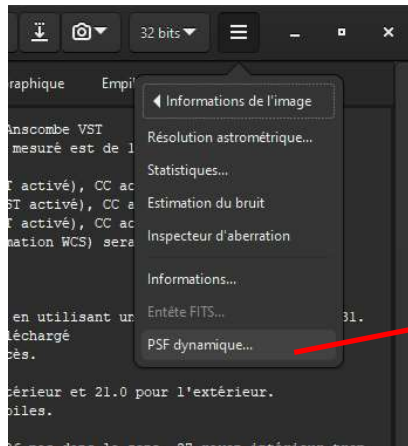 32 bits
raphique Empi
Informations de l'image
Anscombe VST
mesuré est de 1
Résolution astrométrique...
Statistiques...
T activé), CC ac
ST activé), CC a
Estimation du bruit
T activé), CC ac
mation WCS) sera
Inspecteur d'aberration
Informations...
en utilisant un
31.
Entête FITS...
léchargé
cès.
PSF dynamique...
térieur et 21.0 pour l'extérieur.
oiles.